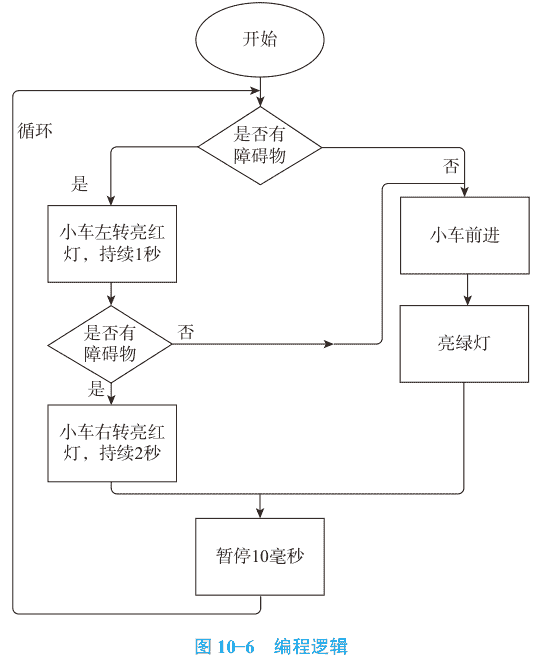 开始
循环
是否有
障碍物
是
否
小车左转亮红
灯，持续1秒
小车前进
是否有
障碍物
否
亮绿灯
是
小车右转亮红
灯，持续2秒
暂停10毫秒
图 10-6 编程逻辑